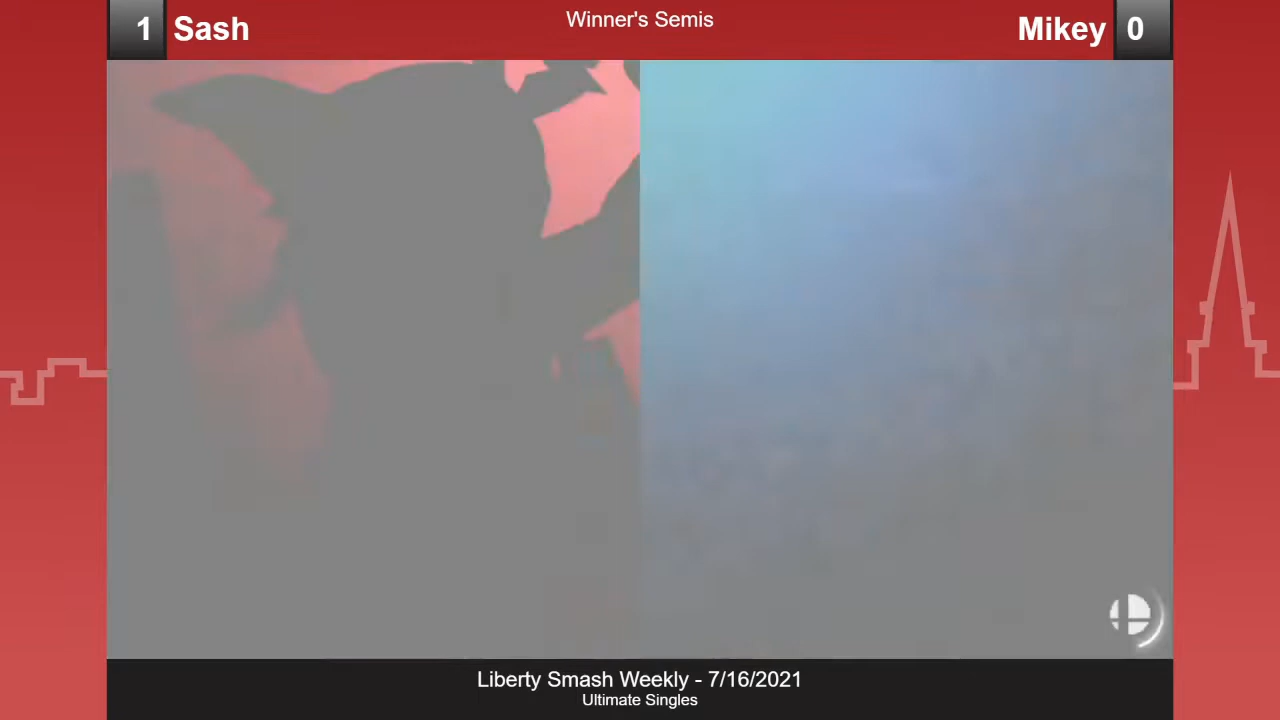 1 Sash
Winner's Semis
Mikey 0
Liberty Smash Weekly - 7/16/2021
Ultimate Singles